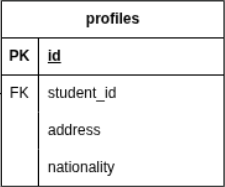 profiles
PK id
FK student_id
address
nationality